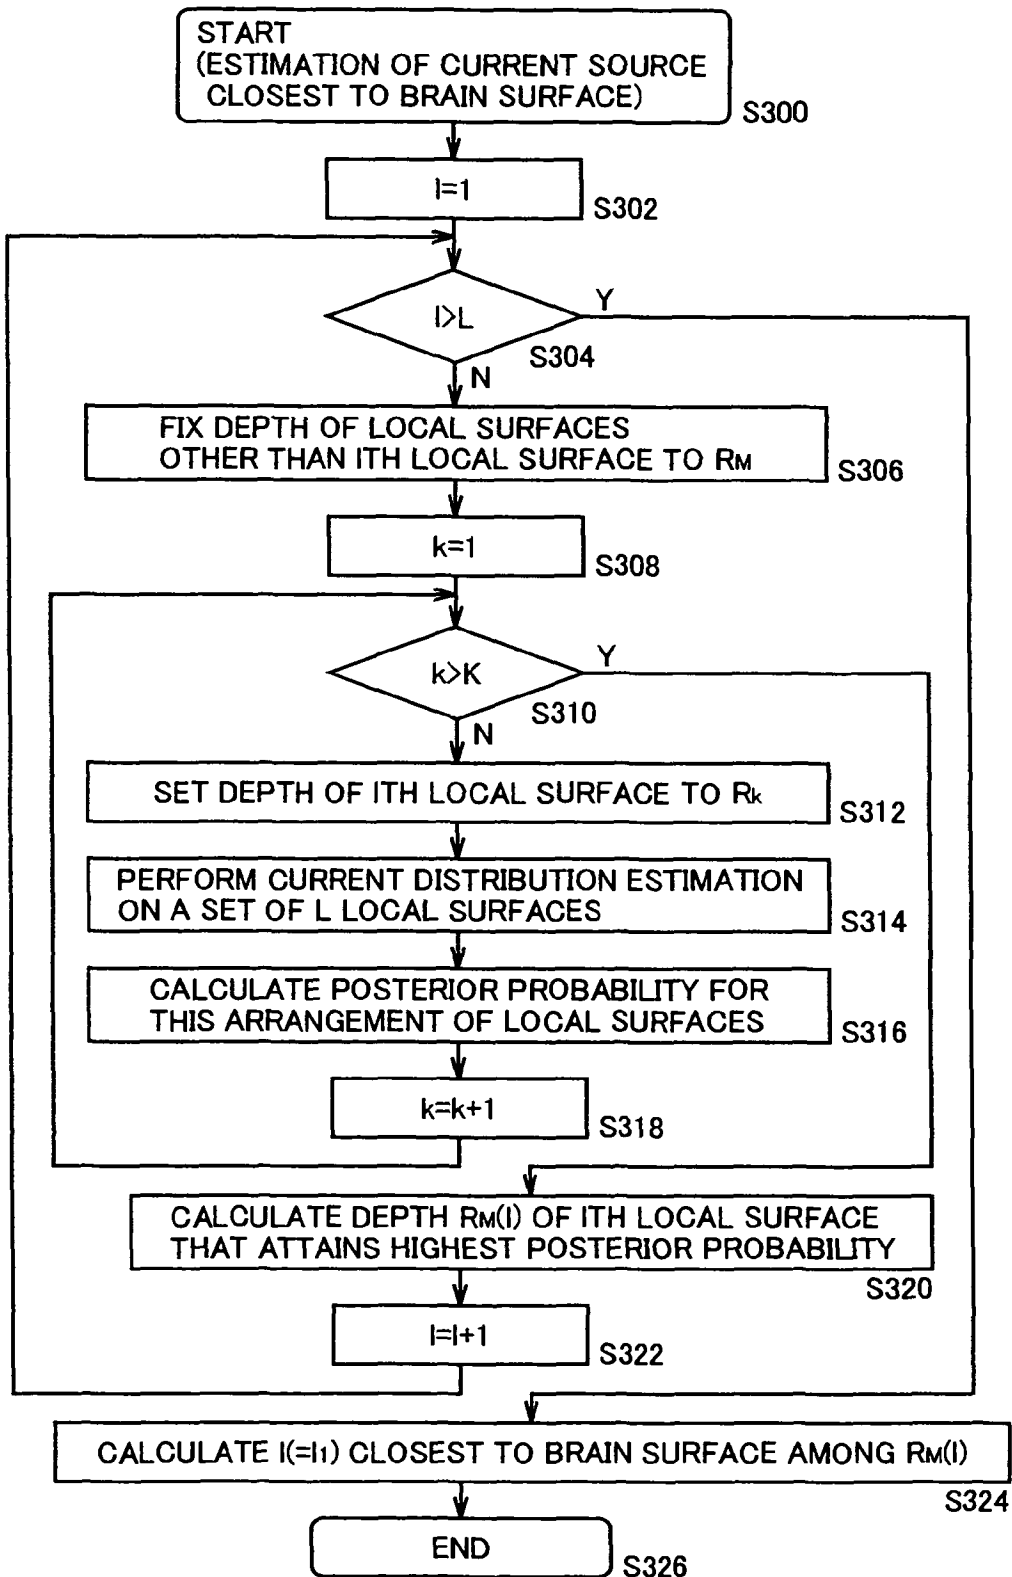 START
(ESTIMATION OF CURRENT SOURCE
CLOSEST TO BRAIN SURFACE)
S300
l=1
S302
l>L
Y
S304
N
FIX DEPTH OF LOCAL SURFACES
OTHER THAN lTH LOCAL SURFACE TO RM
S306
k=1
S308
k>K
Y
S310
N
SET DEPTH OF lTH LOCAL SURFACE TO Rk
S312
PERFORM CURRENT DISTRIBUTION ESTIMATION
ON A SET OF L LOCAL SURFACES
S314
CALCULATE POSTERIOR PROBABILITY FOR
THIS ARRANGEMENT OF LOCAL SURFACES
S316
k=k+1
S318
CALCULATE DEPTH RM(l) OF lTH LOCAL SURFACE
THAT ATTAINS HIGHEST POSTERIOR PROBABILITY
S320
l=l+1
S322
CALCULATE l(=l1) CLOSEST TO BRAIN SURFACE AMONG RM(l)
S324
END
S326